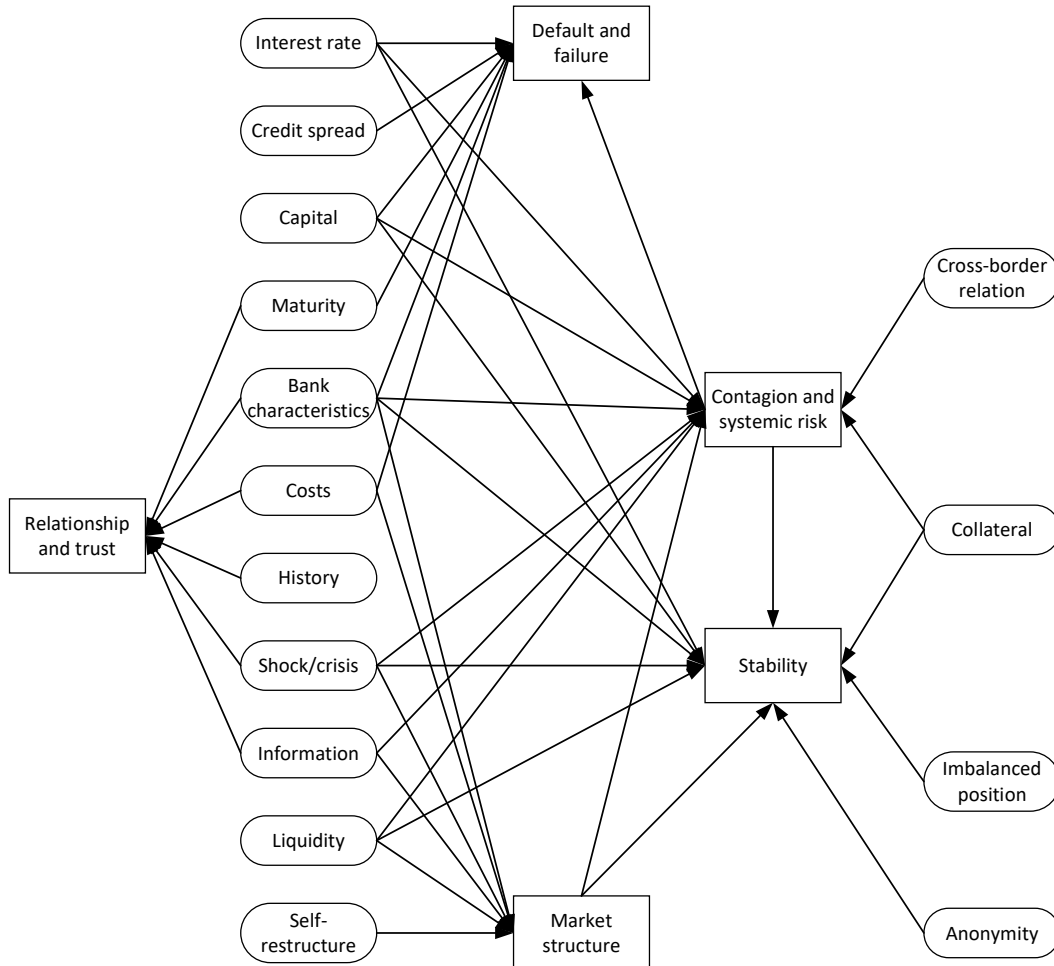 Interest rate
Default and
failure
Credit spread
Capital
Cross-border
relation
Maturity
Bank
characteristics
Contagion and
systemic risk
Costs
Relationship
and trust
Collateral
History
Shock/crisis
Stability
Information
Imbalanced
position
Liquidity
Self-
restructure
Market
structure
Anonymity